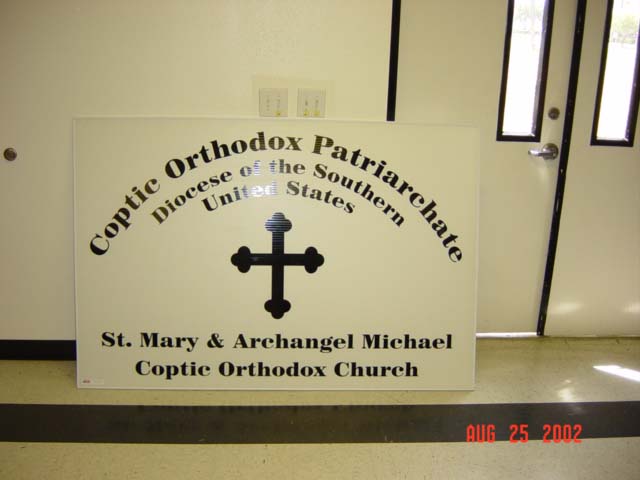 Coptic Orthodox Patriarchate
Diocese of the Southern
United States
St. Mary & Archangel Michael
Coptic Orthodox Church
AUG 25 2002